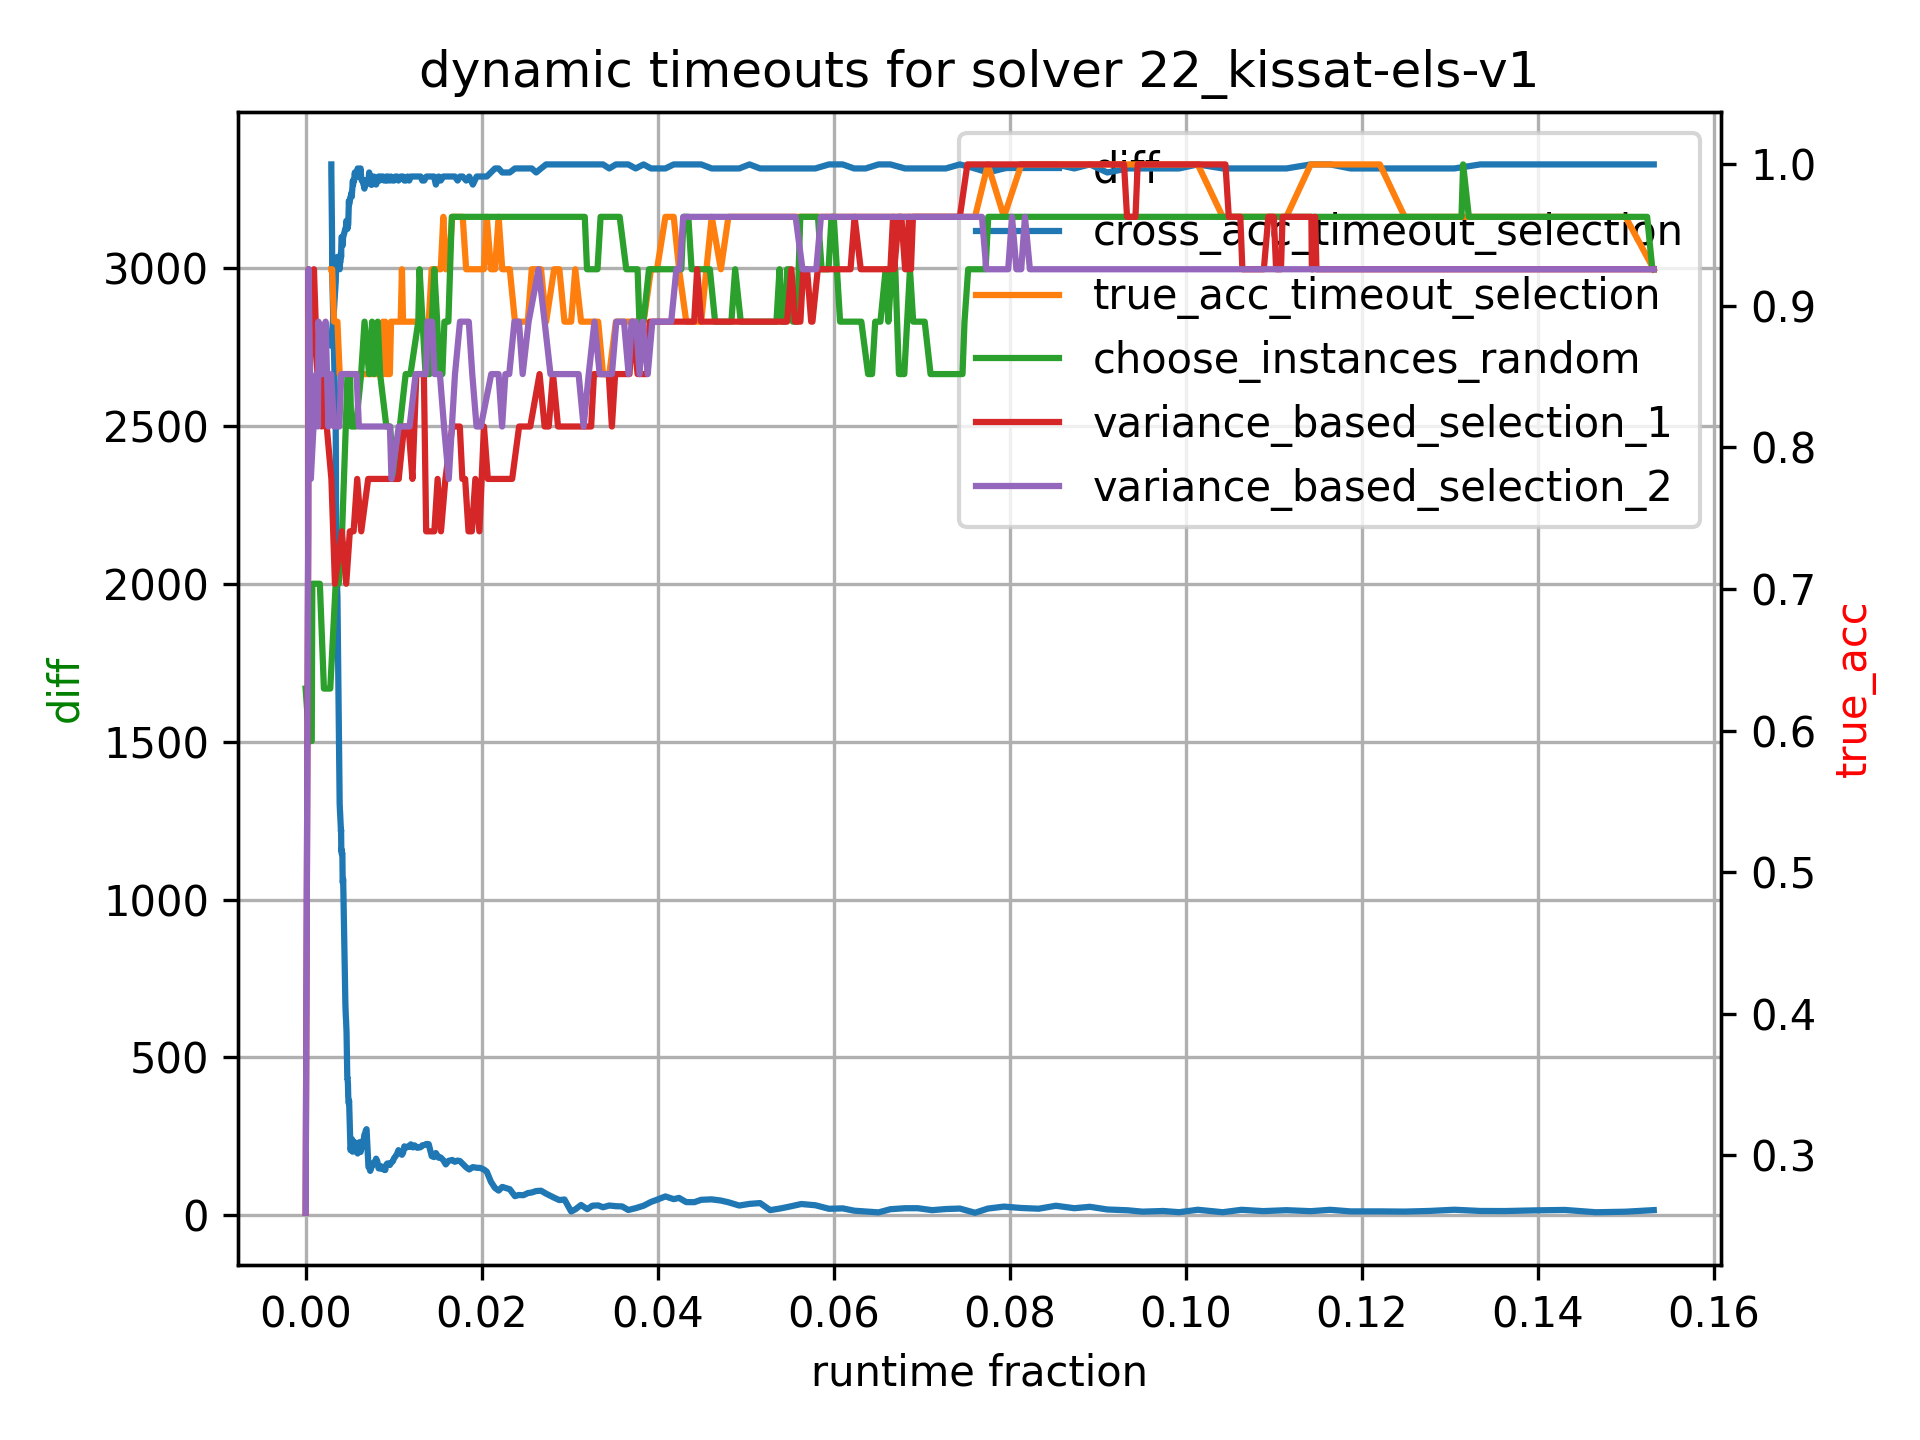 dynamic timeouts for solver 22_kissat-els-v1
diff
cross_acc_timeout_selection
true_acc_timeout_selection
choose_instances_random
variance_based_selection_1
variance_based_selection_2
3000
2500
2000
1500
1000
500
0
diff
1.0
0.9
0.8
0.7
0.6
0.5
0.4
0.3
true_acc
0.00 0.02 0.04 0.06 0.08 0.10 0.12 0.14 0.16
runtime fraction